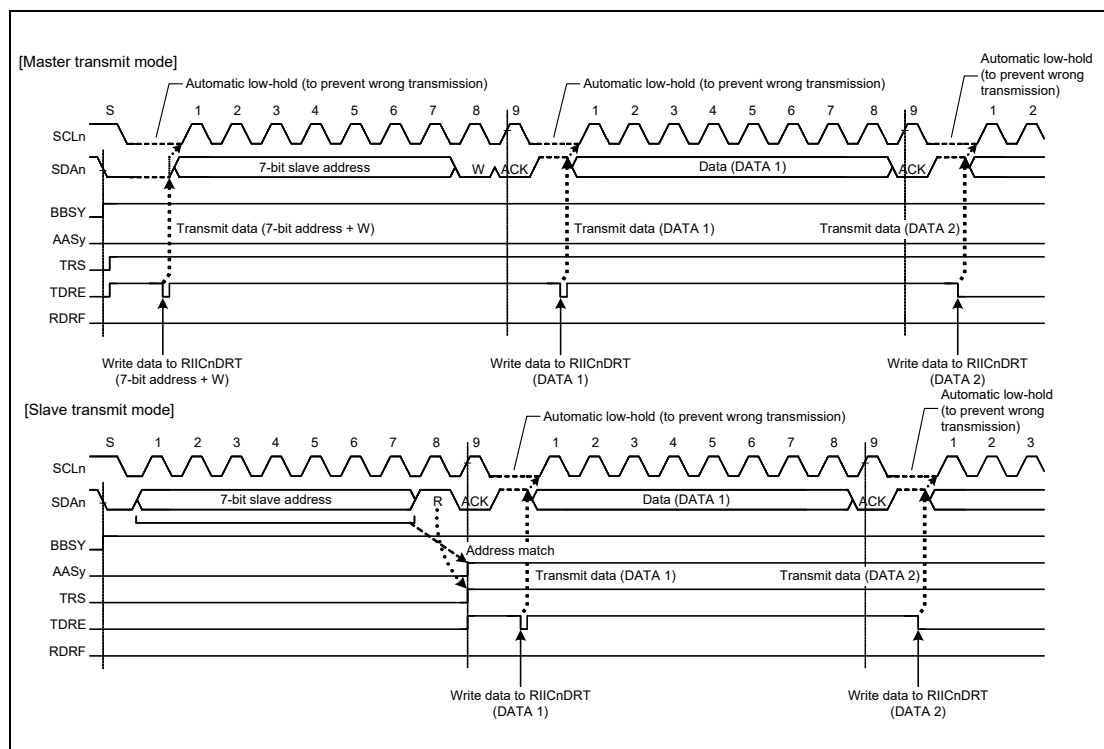 [Master transmit mode]
Automatic low-hold (to prevent wrong transmission)
Automatic low-hold (to prevent wrong transmission)
Automatic low-hold
(to prevent wrong
transmission)
S 1 2 3 4 5 6 7 8 9 1 2 3 4 5 6 7 8 9 1 2
SCLn
SDAn 7-bit slave address W ACK Data (DATA 1) ACK
BBSY
Transmit data (7-bit address + W) Transmit data (DATA 1) Transmit data (DATA 2)
AASy
TRS
TDRE
RDRF
Write data to RIICnDRT
(7-bit address + W)
Write data to RIICnDRT
(DATA 1)
Write data to RIICnDRT
(DATA 2)
[Slave transmit mode]
Automatic low-hold (to prevent wrong transmission)
Automatic low-hold
(to prevent wrong
transmission)
S 1 2 3 4 5 6 7 8 9 1 2 3 4 5 6 7 8 9 1 2 3
SCLn
SDAn 7-bit slave address R ACK Data (DATA 1) ACK
BBSY
Address match
AASy
Transmit data (DATA 1) Transmit data (DATA 2)
TRS
TDRE
RDRF
Write data to RIICnDRT
(DATA 1)
Write data to RIICnDRT
(DATA 2)